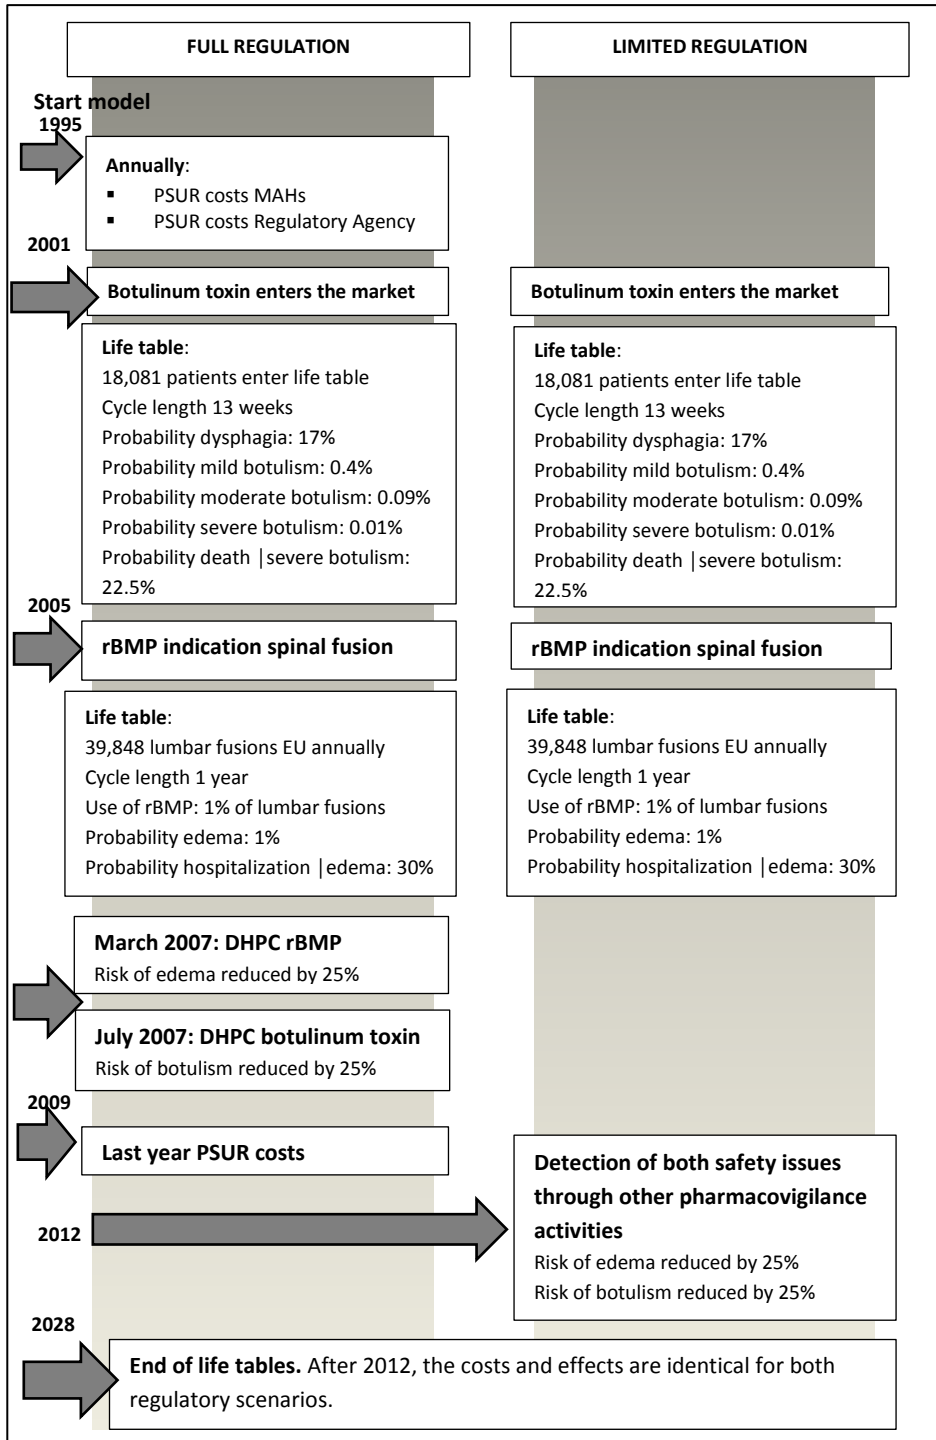 FULL REGULATION
LIMITED REGULATION
Start model
1995
Annually:
▪ PSUR costs MAHs
▪ PSUR costs Regulatory Agency
2001
Botulinum toxin enters the market
Botulinum toxin enters the market
Life table:
18,081 patients enter life table
Cycle length 13 weeks
Probability dysphagia: 17%
Probability mild botulism: 0.4%
Probability moderate botulism: 0.09%
Probability severe botulism: 0.01%
Probability death |severe botulism:
22.5%
Life table:
18,081 patients enter life table
Cycle length 13 weeks
Probability dysphagia: 17%
Probability mild botulism: 0.4%
Probability moderate botulism: 0.09%
Probability severe botulism: 0.01%
Probability death |severe botulism:
22.5%
2005
rBMP indication spinal fusion
rBMP indication spinal fusion
Life table:
39,848 lumbar fusions EU annually
Cycle length 1 year
Use of rBMP: 1% of lumbar fusions
Probability edema: 1%
Probability hospitalization |edema: 30%
Life table:
39,848 lumbar fusions EU annually
Cycle length 1 year
Use of rBMP: 1% of lumbar fusions
Probability edema: 1%
Probability hospitalization |edema: 30%
March 2007: DHPC rBMP
Risk of edema reduced by 25%
July 2007: DHPC botulinum toxin
Risk of botulism reduced by 25%
2009
Last year PSUR costs
2012
Detection of both safety issues
through other pharmacovigilance
activities
Risk of edema reduced by 25%
Risk of botulism reduced by 25%
2028
End of life tables. After 2012, the costs and effects are identical for both
regulatory scenarios.